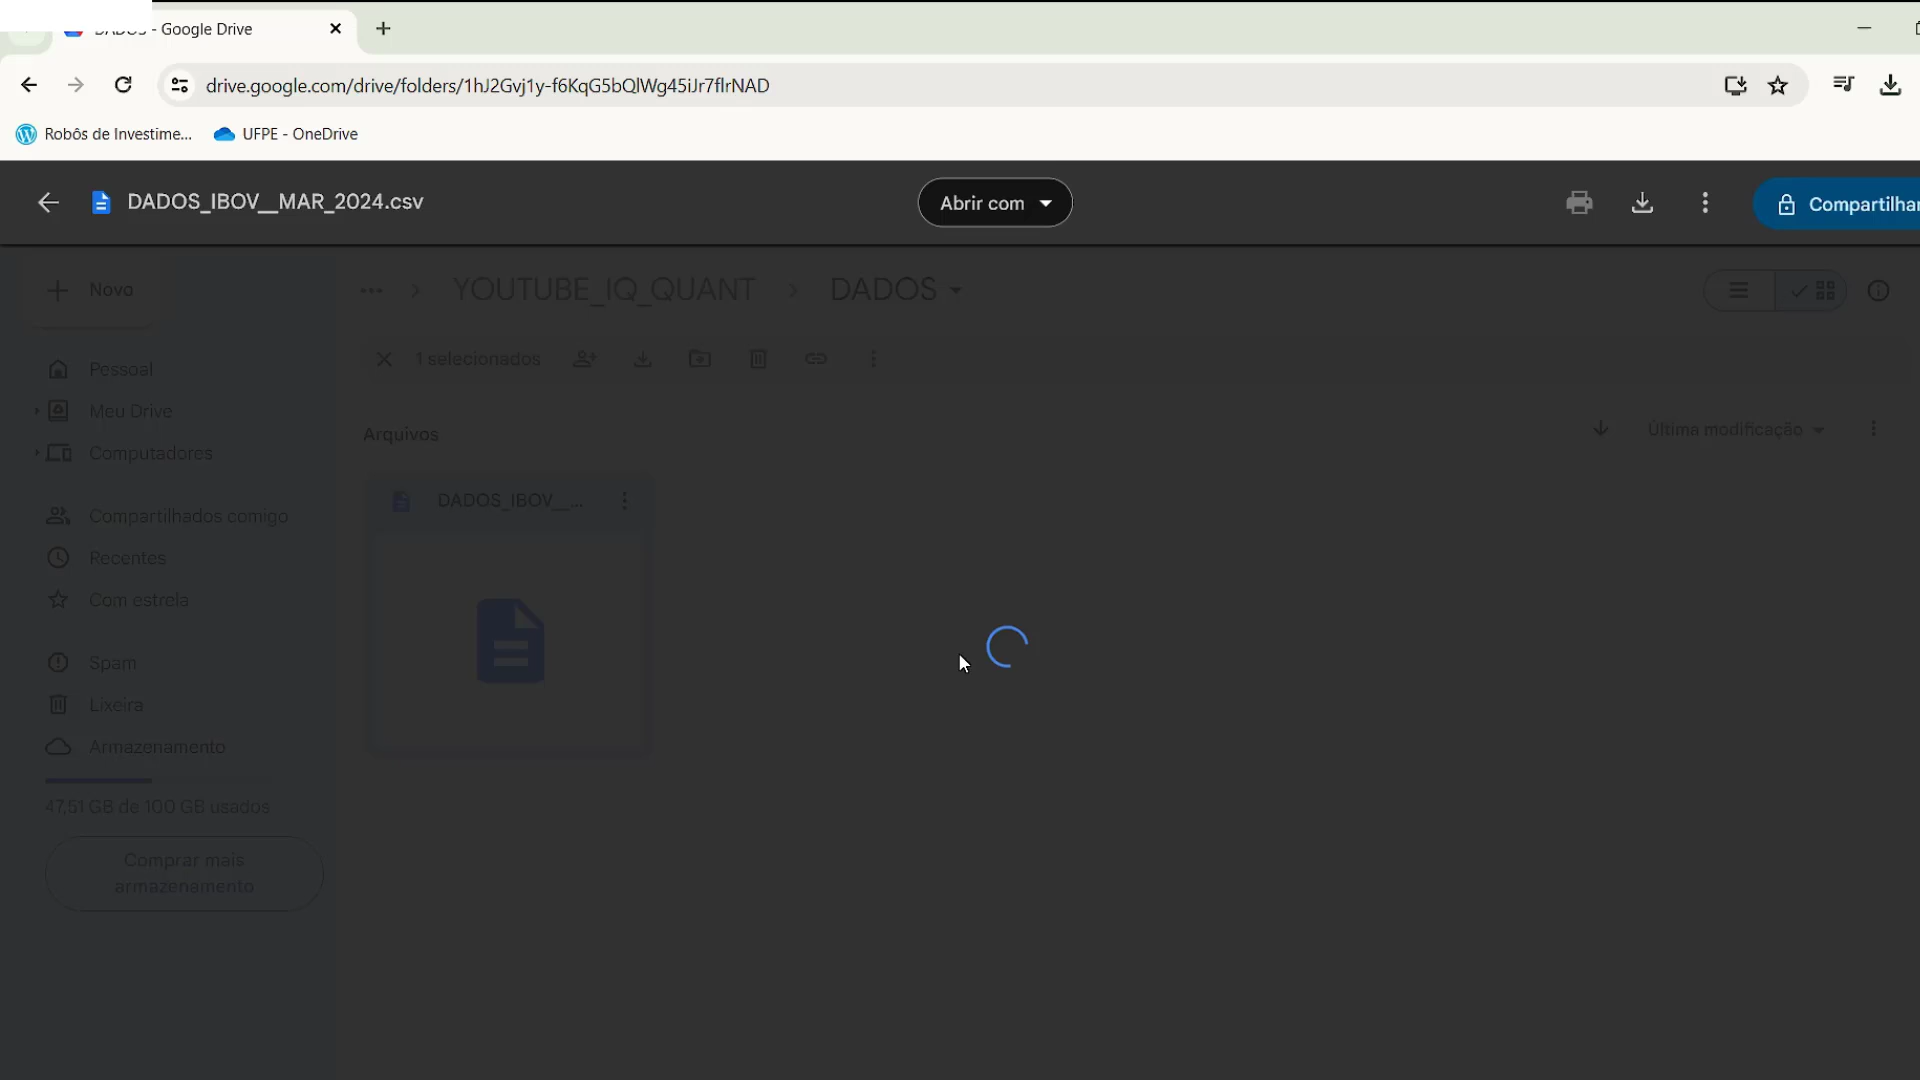 DADOS - Google Drive
drive.google.com/drive/folders/1hJ2Gvj1y-f6KqG5bQlWg45iJr7flrNAD
Robôs de Investime...
UFPE - OneDrive
DADOS_IBOV__MAR_2024.csv
Abrir com
Compartilhar
Novo
... > YOUTUBE_IQ_QUANT > DADOS
1 selecionados
Pessoal
Meu Drive
Computadores
Compartilhados comigo
Recentes
Com estrela
Spam
Lixeira
Armazenamento
47,51 GB de 100 GB usados
Comprar mais
armazenamento
Arquivos
Última modificação
DADOS_IBOV__...